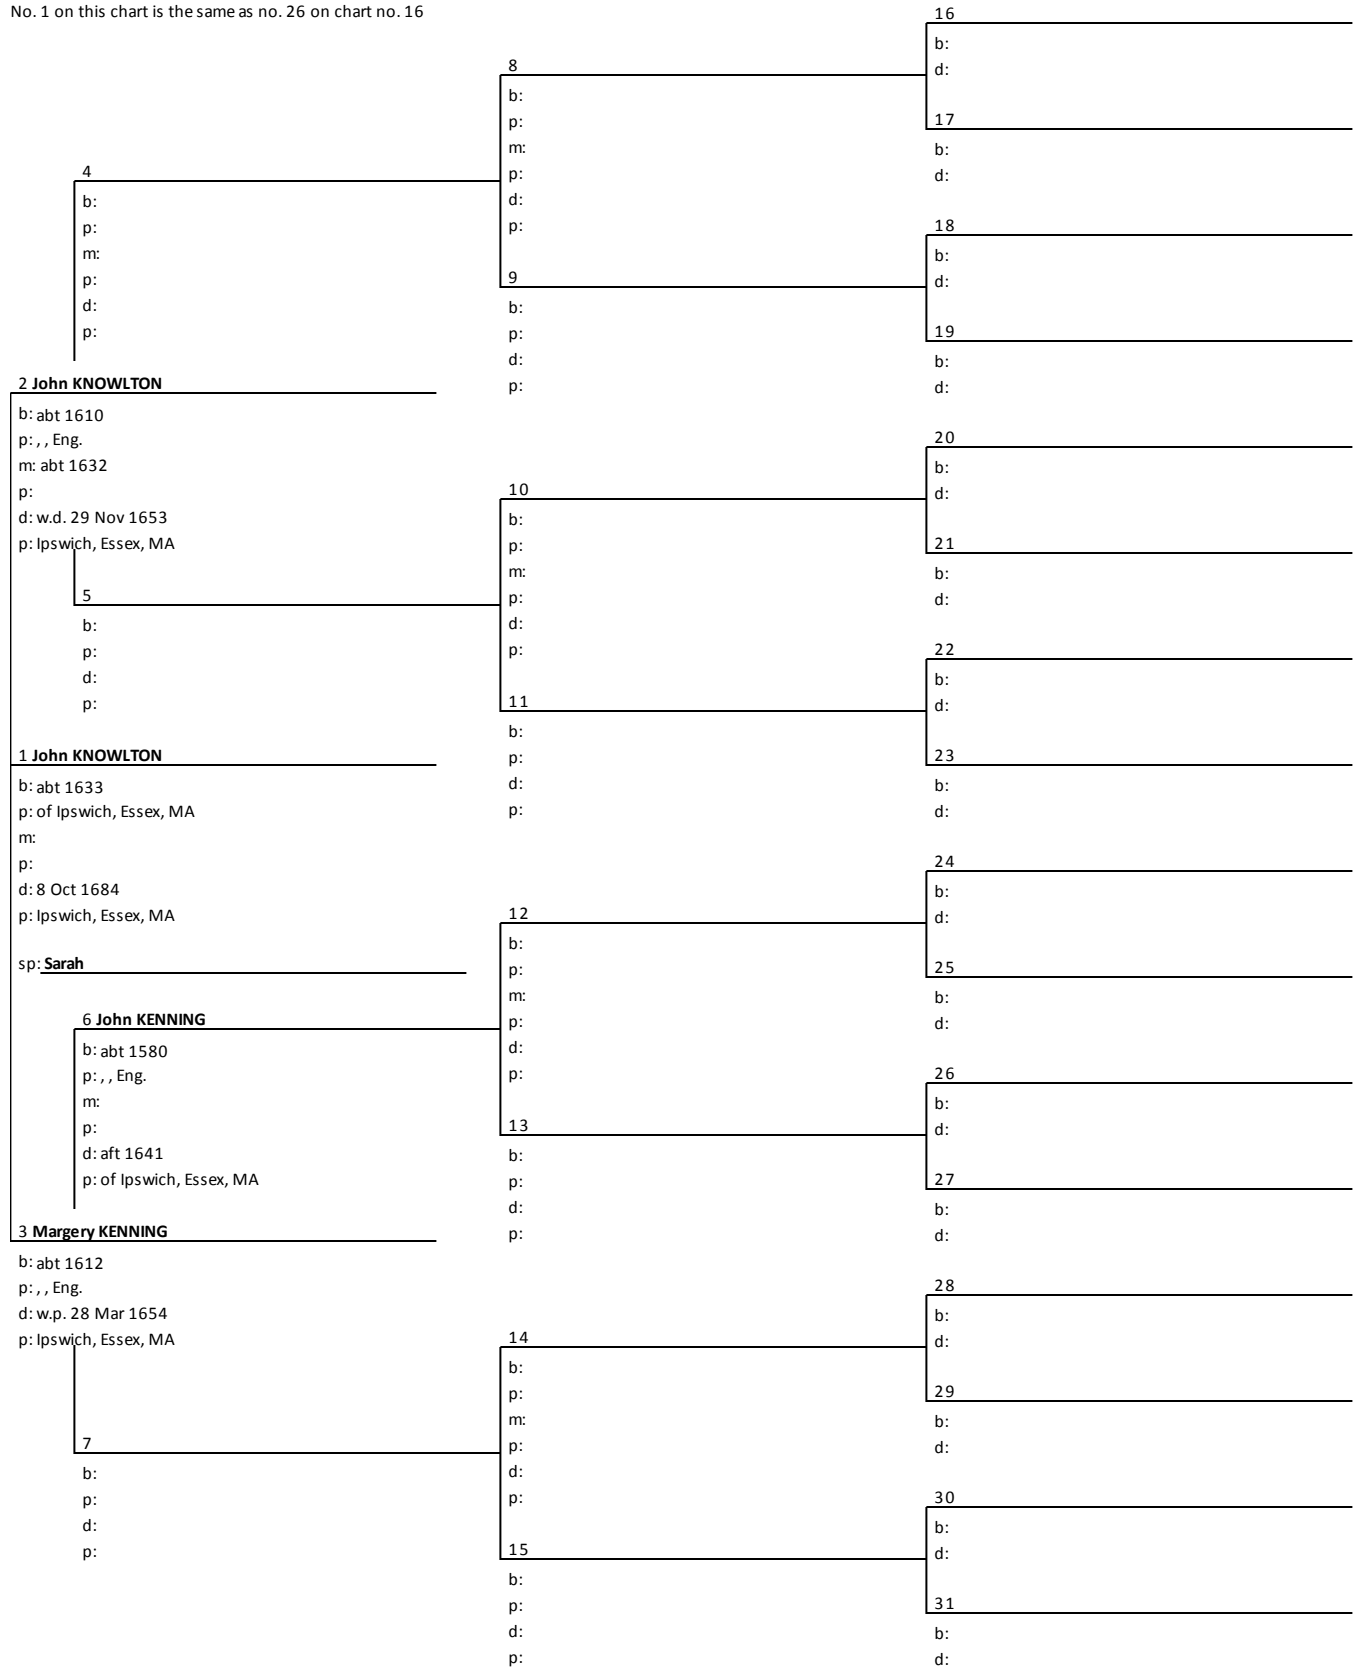 No. 1 on this chart is the same as no. 26 on chart no. 16
16
b:
d:
8
b:
p:
m:
p:
d:
p:
17
b:
d:
4
b:
p:
m:
p:
d:
p:
18
b:
d:
9
b:
p:
d:
p:
19
b:
d:
2 John KNOWLTON
b: abt 1610
p: , , Eng.
m: abt 1632
p:
d: w.d. 29 Nov 1653
p: Ipswich, Essex, MA
20
b:
d:
10
b:
p:
m:
p:
d:
p:
21
b:
d:
5
b:
p:
d:
p:
22
b:
d:
11
b:
p:
d:
p:
23
b:
d:
1 John KNOWLTON
b: abt 1633
p: of Ipswich, Essex, MA
m:
p:
d: 8 Oct 1684
p: Ipswich, Essex, MA
sp: Sarah
24
b:
d:
12
b:
p:
m:
p:
d:
p:
25
b:
d:
6 John KENNING
b: abt 1580
p: , , Eng.
m:
p:
d: aft 1641
p: of Ipswich, Essex, MA
26
b:
d:
13
b:
p:
d:
p:
27
b:
d:
3 Margery KENNING
b: abt 1612
p: , , Eng.
d: w.p. 28 Mar 1654
p: Ipswich, Essex, MA
28
b:
d:
14
b:
p:
m:
p:
d:
p:
29
b:
d:
7
b:
p:
d:
p:
30
b:
d:
15
b:
p:
d:
p:
31
b:
d: